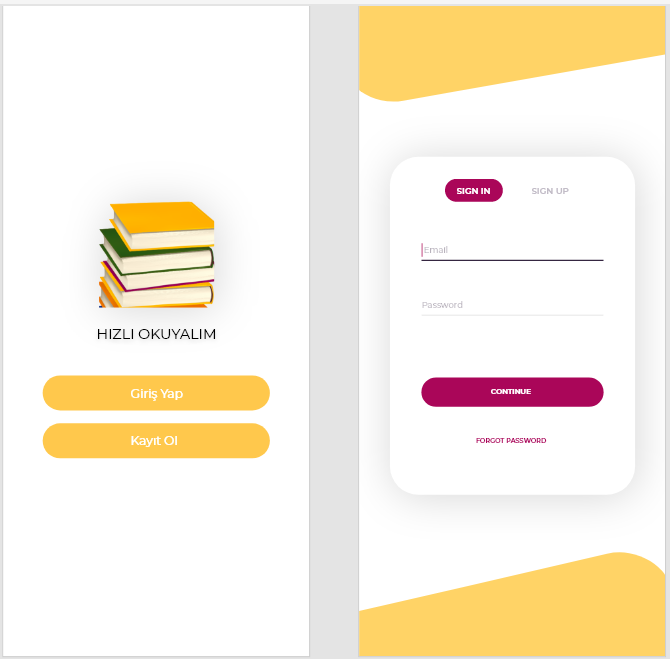 HIZLI OKUYALIM
Giriş Yap
Kayıt Ol
SIGN IN SIGN UP
Email
Password
CONTINUE
FORGOT PASSWORD